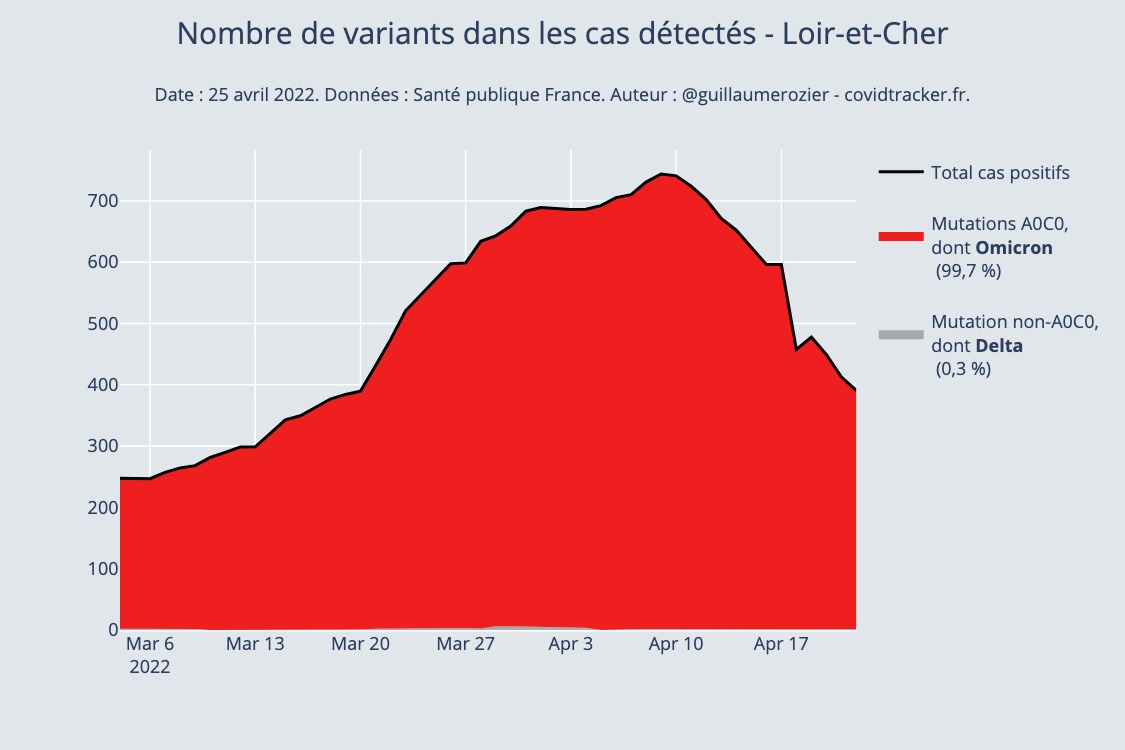 Nombre de variants dans les cas détectés - Loir-et-Cher
Date : 25 avril 2022. Données : Santé publique France. Auteur : @guillaumerozier - covidtracker.fr.
Total cas positifs
Mutations A0C0,
dont Omicron
(99,7 %)
Mutation non-A0C0,
dont Delta
(0,3 %)
700
600
500
400
300
200
100
0
Mar 6
2022
Mar 13
Mar 20
Mar 27
Apr 3
Apr 10
Apr 17